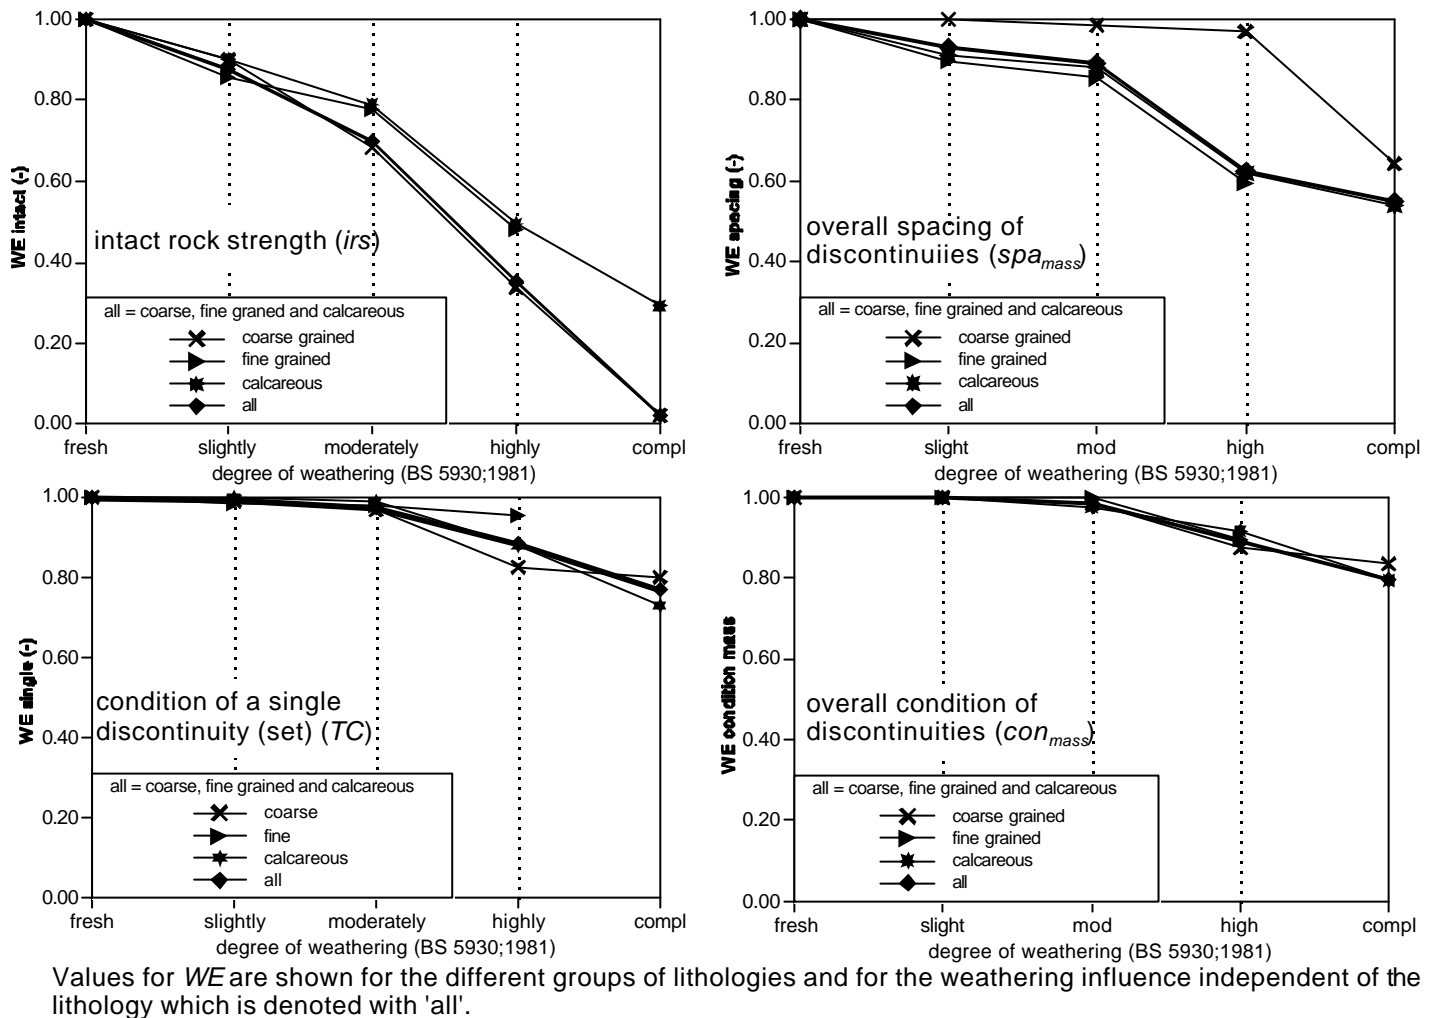 1.00
0.80
0.60
0.40
0.20
0.00
WE intact (-)
intact rock strength (irs)
all = coarse, fine graned and calcareous
coarse grained
fine grained
calcareous
all
fresh slightly moderately highly compl
degree of weathering (BS 5930;1981)
1.00
0.80
0.60
0.40
0.20
0.00
WE spacing (-)
overall spacing of
discontinuiies (spamass)
all = coarse, fine grained and calcareous
coarse grained
fine grained
calcareous
all
fresh slight mod high compl
degree of weathering (BS 5930;1981)
1.00
0.80
0.60
0.40
0.20
0.00
WE single (-)
condition of a single
discontinuity (set) (TC)
all = coarse, fine grained and calcareous
coarse
fine
calcareous
all
fresh slightly moderately highly compl
degree of weathering (BS 5930;1981)
1.00
0.80
0.60
0.40
0.20
0.00
WE condition mass
overall condition of
discontinuities (conmass)
all = coarse, fine grained and calcareous
coarse grained
fine grained
calcareous
all
fresh slight mod high compl
degree of weathering (BS 5930;1981)
Values for WE are shown for the different groups of lithologies and for the weathering influence independent of the
lithology which is denoted with 'all'.